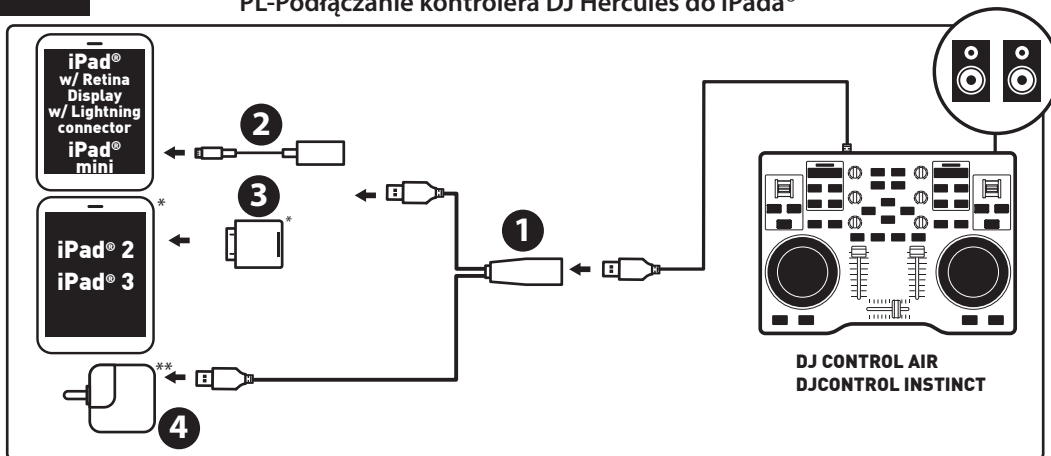 PL-Podłączanie kontrolera DJ Hercules do iPada®
iPad®
w/ Retina
Display
w/ Lightning
connector
iPad®
mini
2
3
*
*
iPad® 2
iPad® 3
1
**
4
DJ CONTROL AIR
DJCONTROL INSTINCT